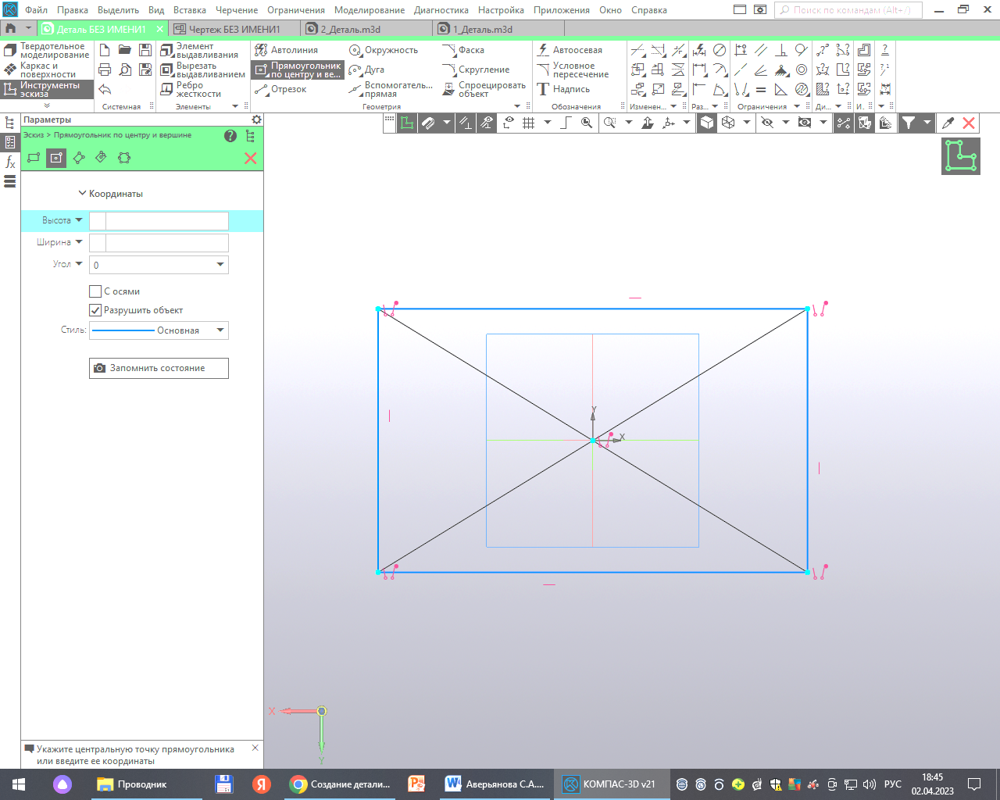 Файл Правка Выделить Вид Вставка Черчение Ограничения Моделирование Диагностика Настройка Приложения Окно Справка
Поиск по командам (Alt+/)
Деталь БЕЗ ИМЕНИ1
Чертеж БЕЗ ИМЕНИ1
2_Деталь.m3d
1_Деталь.m3d
Твердотельное моделирование
Каркас и поверхности
Инструменты эскиза
Системная
Элемент выдавливания
Вырезать выдавливанием
Ребро жесткости
Элементы
Автолиния
Прямоугольник по центру и ве...
Отрезок
Окружность
Дуга
Вспомогатель... прямая
Фаска
Скругление
Спроецировать объект
Геометрия
Автоосевая
Условное пересечение
Надпись
Обозначения
Изменен...
Раз...
Ограничения
Ди...
И.
Параметры
Эскиз > Прямоугольник по центру и вершине
Координаты
Высота
Ширина
Угол
0
С осями
Разрушить объект
Стиль:
Основная
Запомнить состояние
Y
X
X
Y
Укажите центральную точку прямоугольника
или введите ее координаты
Проводник
Создание детали...
Аверьянова С.А....
КОМПАС-3D v21
РУС
18:45
02.04.2023